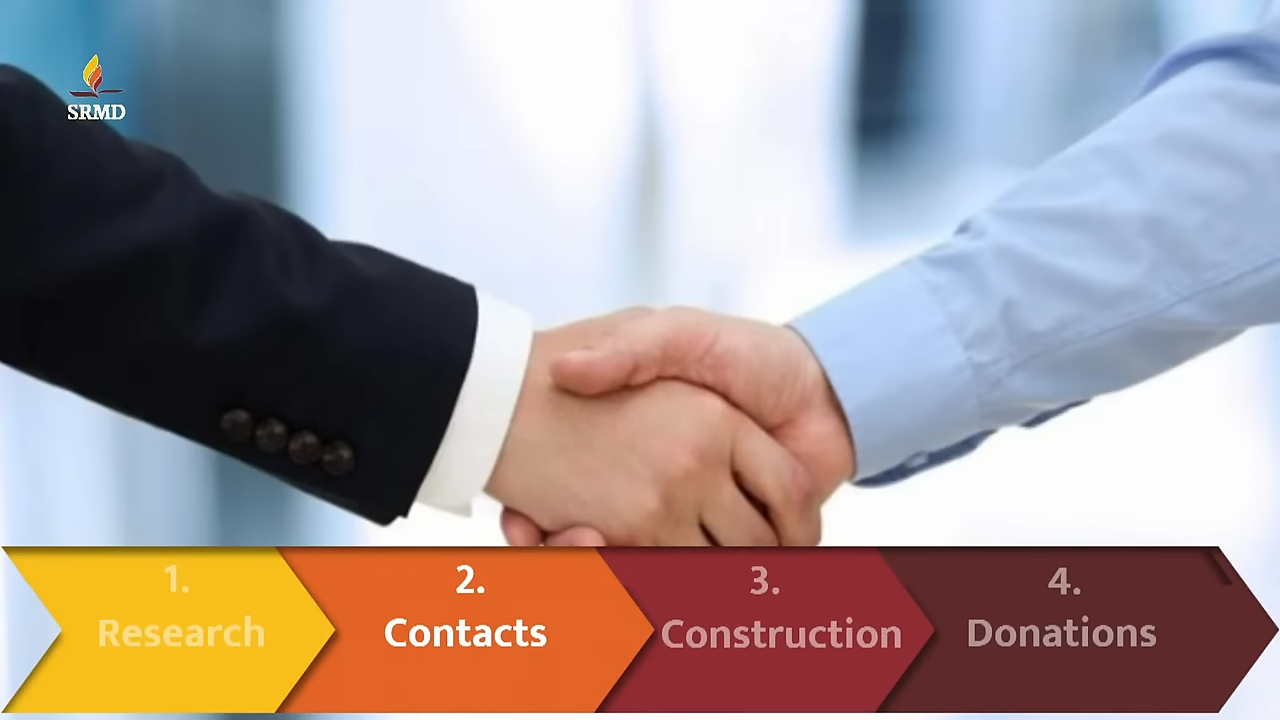 SRMD
1.
Research
2.
Contacts
3.
Construction
4.
Donations